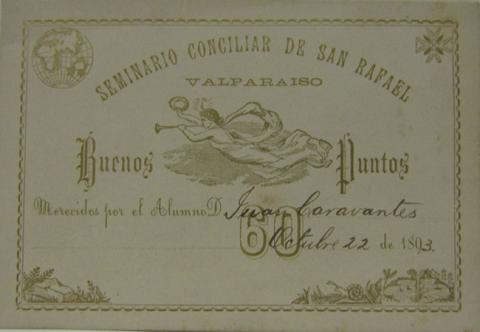 SEMINARIO CONCILIAR DE SAN RAFAEL
VALPARAISO
Buenos Puntos
Merecidos por el Alumno D. Juan Caravantes
60
Octubre 22 de 1893.